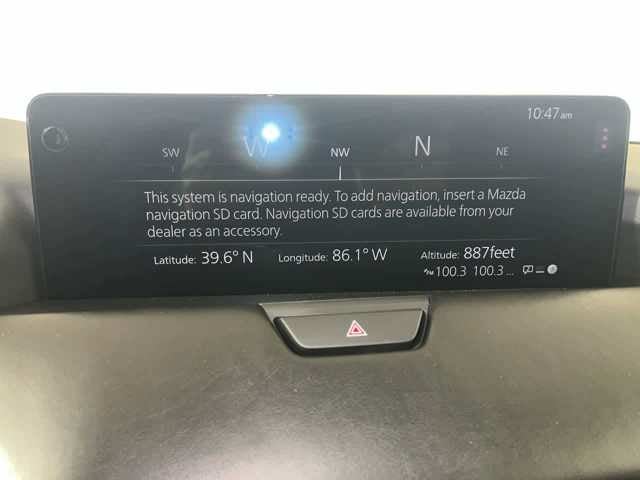 10:47am
SW W NW N NE
This system is navigation ready. To add navigation, insert a Mazda
navigation SD card. Navigation SD cards are available from your
dealer as an accessory.
Latitude: 39.6° N Longitude: 86.1° W Altitude: 887feet
FM 100.3 100.3 ...